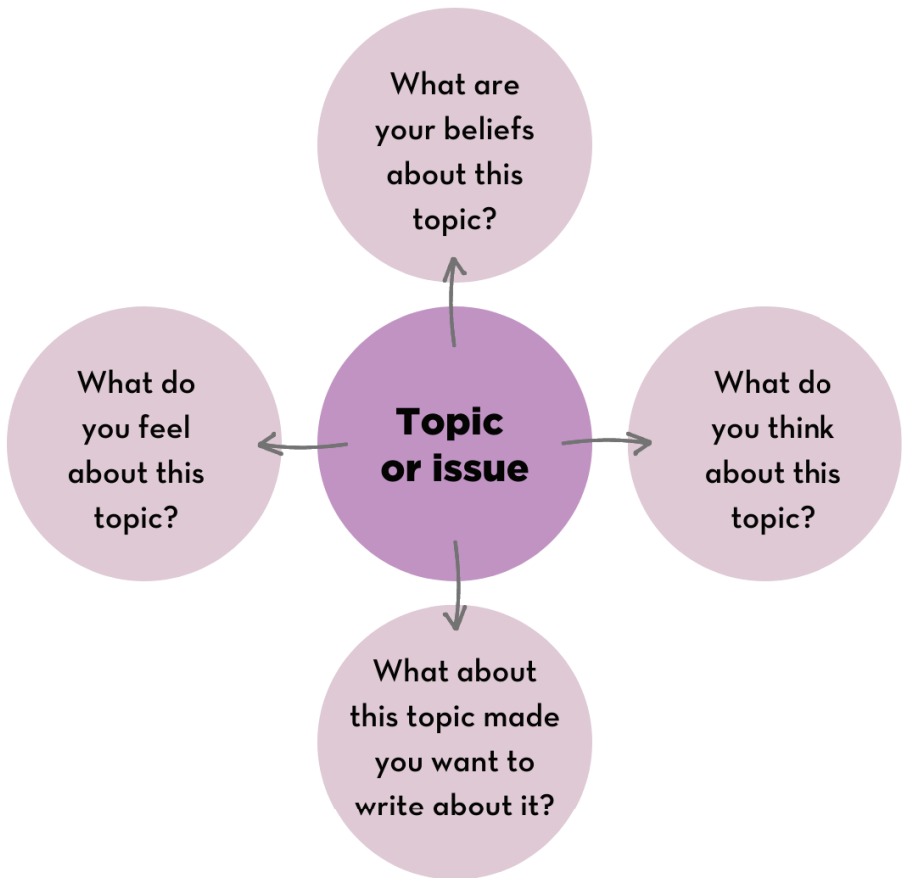 What are
your beliefs
about this
topic?
What do
you feel
about this
topic?
Topic
or issue
What do
you think
about this
topic?
What about
this topic made
you want to
write about it?